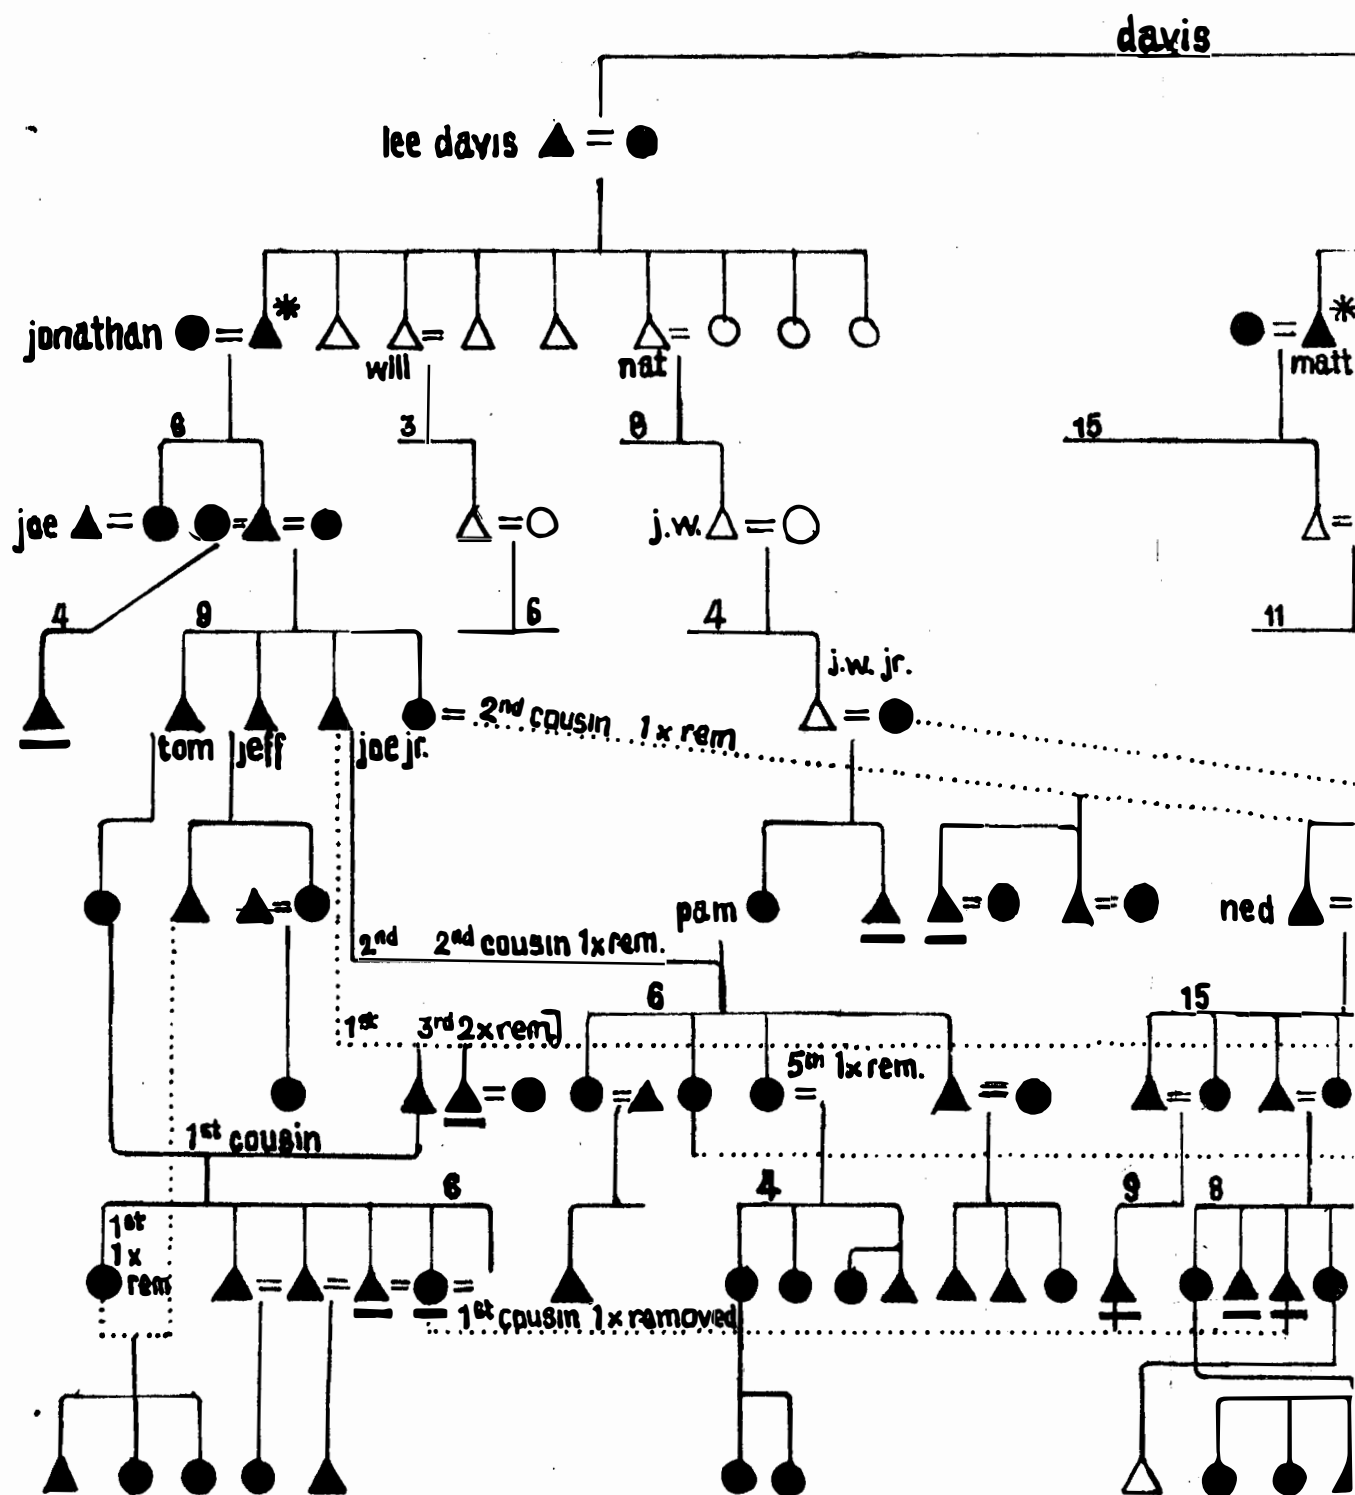 davis
lee davis
*
*
jonathan
will
nat
matt
6
3
8
15
joe
j.w.
4
9
6
4
11
j.w. jr.
2nd cousin 1x rem
tom
jeff
joe jr.
pam
ned
2nd 2nd cousin 1x rem.
6
15
1st 3rd 2x rem]
5th 1x rem.
1st cousin
6
4
9
8
1st
1x
rem
1st cousin 1x removed